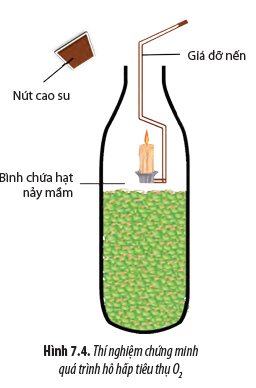 Giá đỡ nến
Nút cao su
Bình chứa hạt
nảy mầm
Hình 7.4. Thí nghiệm chứng minh
quá trình hô hấp tiêu thụ O₂